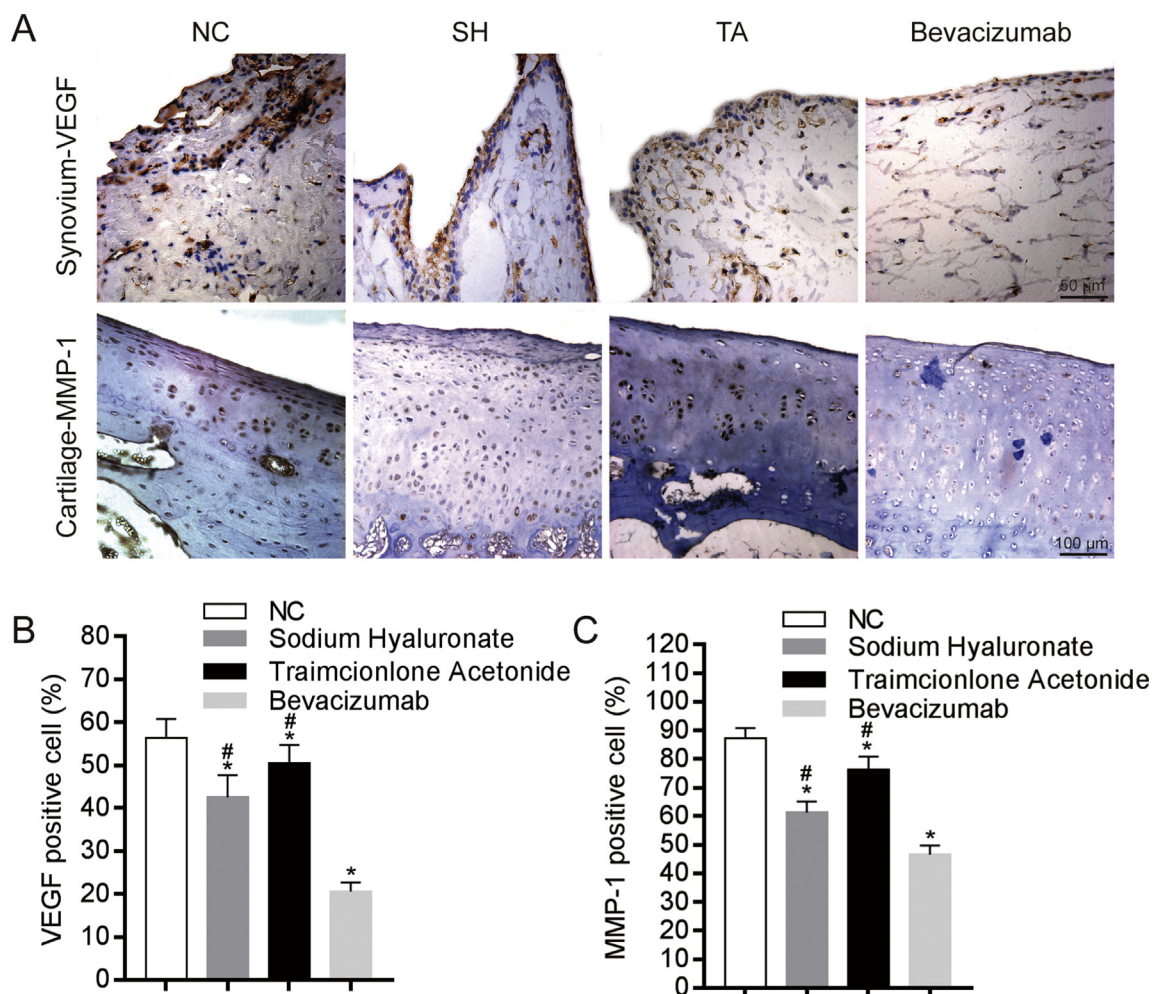 A
NC
SH
TA
Bevacizumab
Synovium-VEGF
50 µm
Cartilage-MMP-1
100 µm
B
NC
Sodium Hyaluronate
Traimcionlone Acetonide
Bevacizumab
VEGF positive cell (%)
80
70
60
50
40
30
20
10
0
#
*
#
*
*
C
NC
Sodium Hyaluronate
Traimcionlone Acetonide
Bevacizumab
MMP-1 positive cell (%)
120
110
100
90
80
70
60
50
40
30
20
10
0
#
*
#
*
*